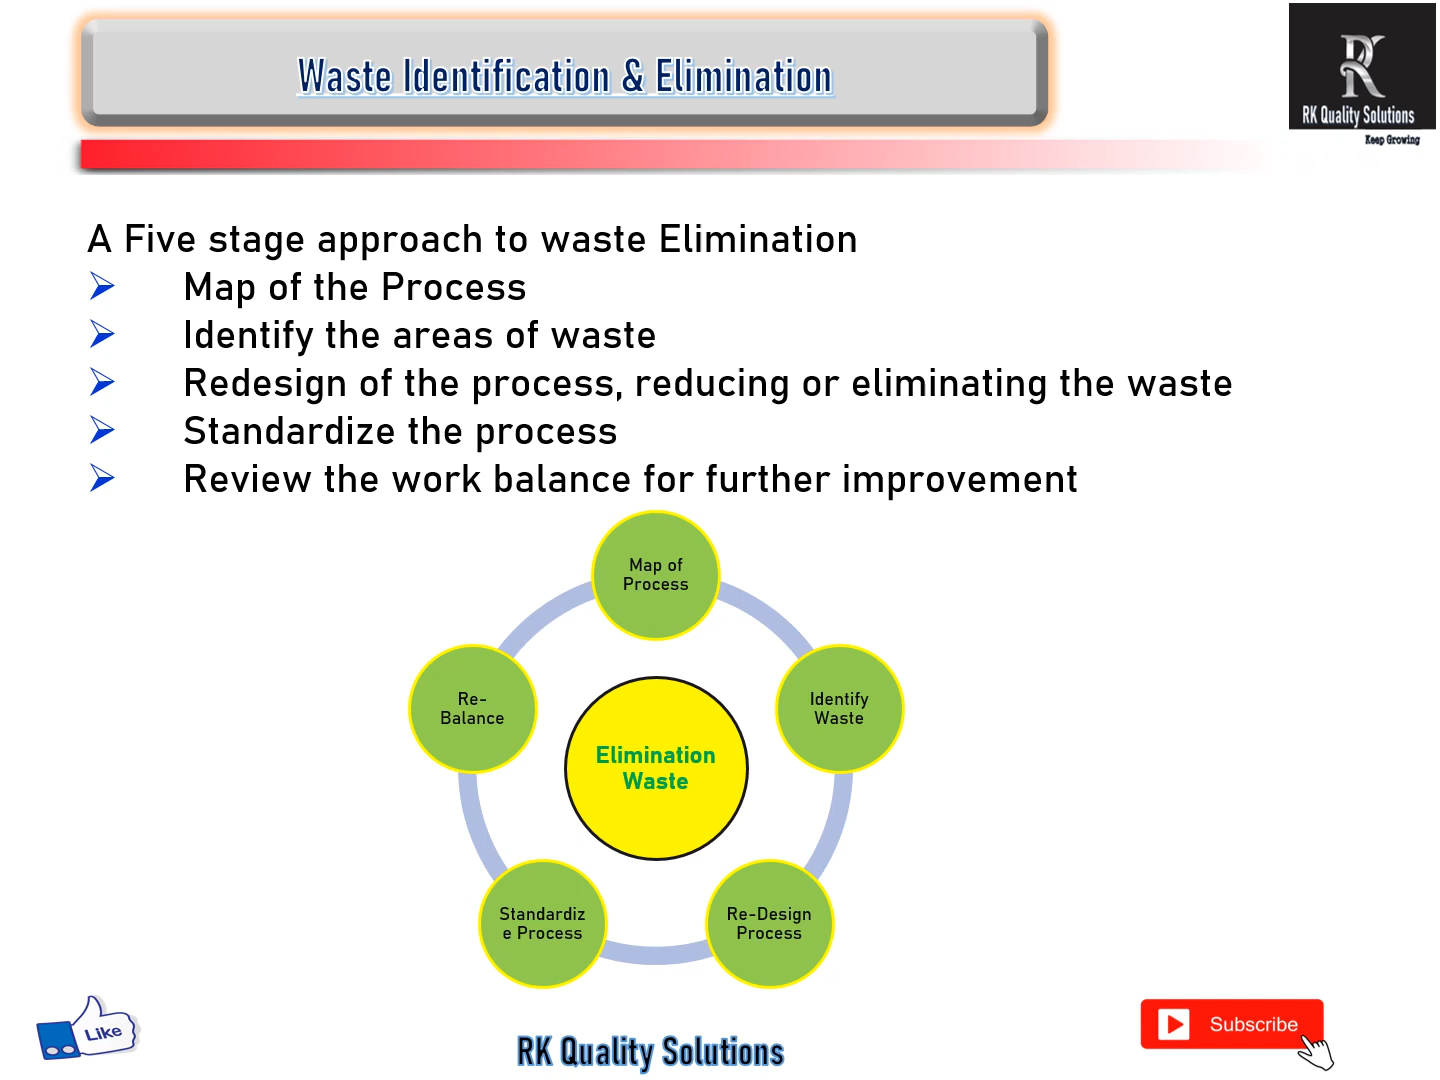 Waste Identification & Elimination
RK Quality Solutions
Keep Growing
A Five stage approach to waste Elimination
Map of the Process
Identify the areas of waste
Redesign of the process, reducing or eliminating the waste
Standardize the process
Review the work balance for further improvement
Map of
Process
Re-
Balance
Identify
Waste
Elimination
Waste
Standardiz
e Process
Re-Design
Process
Like
RK Quality Solutions
Subscribe